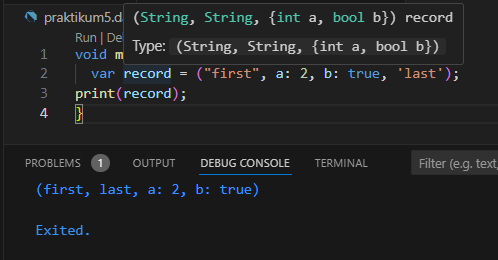 praktikum5.d
(String, String, {int a, bool b}) record
Type: (String, String, {int a, bool b})
Run | De
1 void m
2 var record = ("first", a: 2, b: true, 'last');
3 print(record);
4 }
PROBLEMS 1 OUTPUT DEBUG CONSOLE TERMINAL Filter (e.g. text,
(first, last, a: 2, b: true)
Exited.